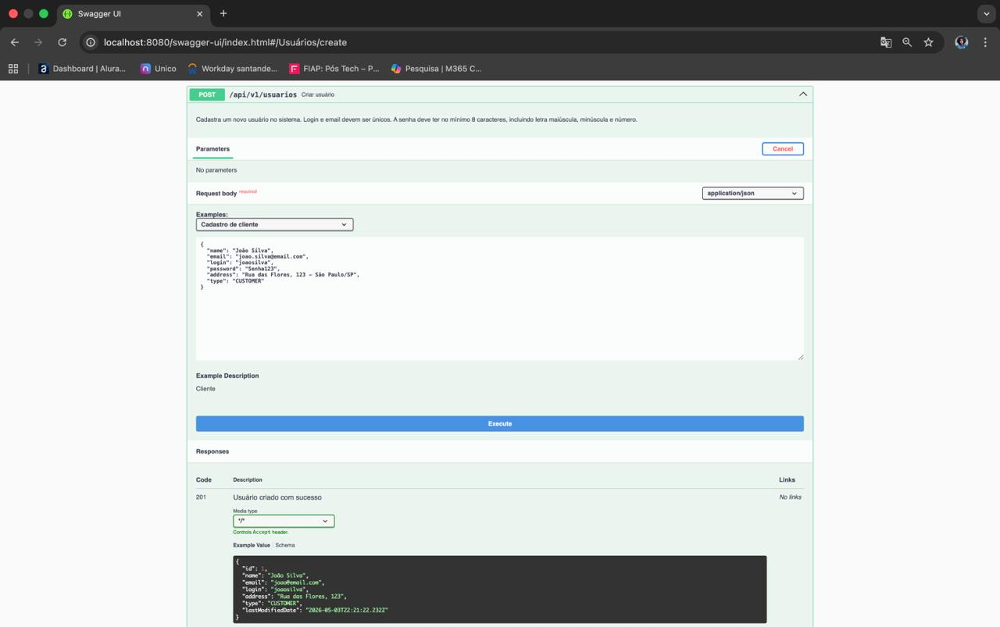 Swagger UI
localhost:8080/swagger-ui/index.html#/Usuários/create
Dashboard | Alura... Unico Workday santande... FIAP: Pós Tech – P... Pesquisa | M365 C...
POST /api/v1/usuarios Criar usuário
Cadastra um novo usuário no sistema. Login e email devem ser únicos. A senha deve ter no mínimo 8 caracteres, incluindo letra maiúscula, minúscula e número.
Parameters
Cancel
No parameters
Request body required
application/json
Examples:
Cadastro de cliente
{
"name": "João Silva",
"email": "joao.silva@email.com",
"login": "joaosilva",
"password": "Senha123",
"address": "Rua das Flores, 123 - São Paulo/SP",
"type": "CUSTOMER"
}
Example Description
Cliente
Execute
Responses
Code Description Links
201 Usuário criado com sucesso No links
Media type
*/*
Controls Accept header.
Example Value Schema
{
"id": 1,
"name": "João Silva",
"email": "joao@email.com",
"login": "joaosilva",
"address": "Rua das Flores, 123",
"type": "CUSTOMER",
"lastModifiedDate": "2026-05-03T22:21:22.232Z"
}